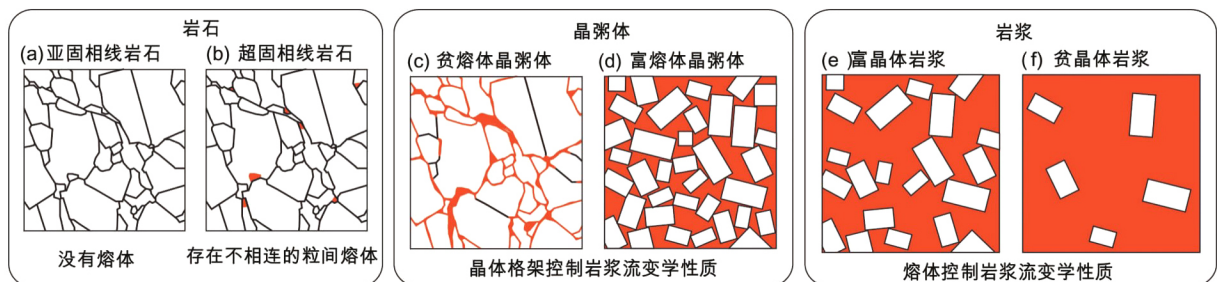 岩石
(a)亚固相线岩石
(b) 超固相线岩石
没有熔体
存在不相连的粒间熔体
晶粥体
(c) 贫熔体晶粥体
(d) 富熔体晶粥体
晶体格架控制岩浆流变学性质
岩浆
(e )富晶体岩浆
(f) 贫晶体岩浆
熔体控制岩浆流变学性质